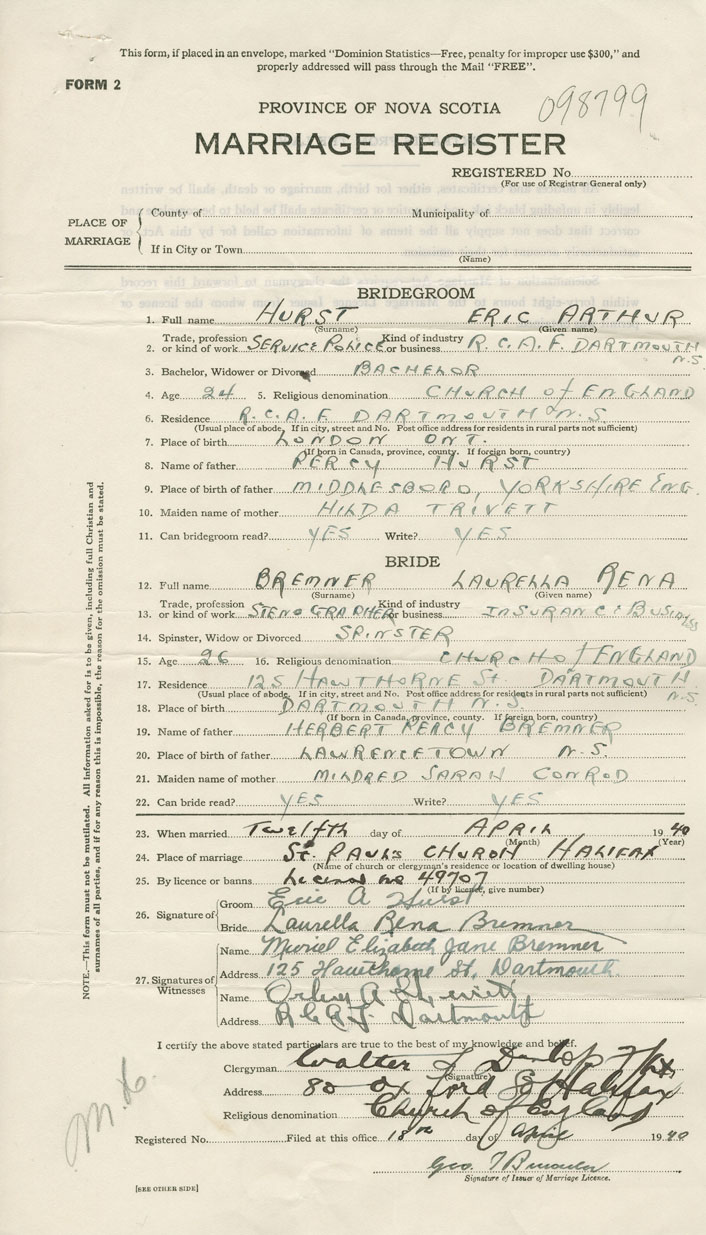 This form, if placed in an envelope, marked "Dominion Statistics—Free, penalty for improper use $300," and
properly addressed will pass through the Mail "FREE".
FORM 2
098799
PROVINCE OF NOVA SCOTIA
MARRIAGE REGISTER
REGISTERED No.
(For use of Registrar General only)
PLACE OF MARRIAGE
County of Municipality of
If in City or Town
(Name)
BRIDEGROOM
1. Full name HURST ERIC ARTHUR
(Surname) (Given name)
2. Trade, profession or kind of work SERVICE POLICE Kind of industry or business R.C.A.F. DARTMOUTH N.S.
3. Bachelor, Widower or Divorced BACHELOR
4. Age 24 5. Religious denomination CHURCH of ENGLAND
6. Residence R.C.A.F. DARTMOUTH N.S.
(Usual place of abode. If in city, street and No. Post office address for residents in rural parts not sufficient)
7. Place of birth LONDON ONT.
(If born in Canada, province, county. If foreign born, country)
8. Name of father PERCY HURST
9. Place of birth of father MIDDLESBORO, YORKSHIRE ENG.
10. Maiden name of mother HILDA TRIVETT
11. Can bridegroom read? YES Write? YES
BRIDE
12. Full name BREMNER LAURELLA RENA
(Surname) (Given name)
13. Trade, profession or kind of work STENOGRAPHER Kind of industry or business INSURANCE BUSINESS
14. Spinster, Widow or Divorced SPINSTER
15. Age 26 16. Religious denomination CHURCH of ENGLAND
17. Residence 125 HAWTHORNE St. DARTMOUTH N.S.
(Usual place of abode. If in city, street and No. Post office address for residents in rural parts not sufficient)
18. Place of birth DARTMOUTH N.S.
(If born in Canada, province, county. If foreign born, country)
19. Name of father HERBERT PERCY BREMNER
20. Place of birth of father LAWRENCETOWN N.S.
21. Maiden name of mother MILDRED SARAH CONROD
22. Can bride read? YES Write? YES
23. When married Twelfth day of APRIL 1940
(Month) (Year)
24. Place of marriage St. PAULS CHURCH HALIFAX
(Name of church or clergyman's residence or location of dwelling house)
25. By licence or banns License no 49707
(If by license, give number)
26. Signature of Groom Eric A Hurst
Bride Laurella Rena Bremner
27. Signatures of Witnesses
Name Muriel Elizabeth Jane Bremner
Address 125 Hawthorne St. Dartmouth
Name
Address R.C.A.F. Dartmouth
I certify the above stated particulars are true to the best of my knowledge and belief.
Clergyman Walter F Dunlop
(Signature)
Address 80 Oxford St Halifax
Religious denomination Church of England
Registered No. Filed at this office 18th day of April 1940
Geo.
Signature of Issuer of Marriage Licence.
[SEE OTHER SIDE]
NOTE.—This form must not be mutilated. All information asked for is to be given, including full Christian and
surnames of all parties, and if for any reason this is impossible, the reason for the omission must be stated.